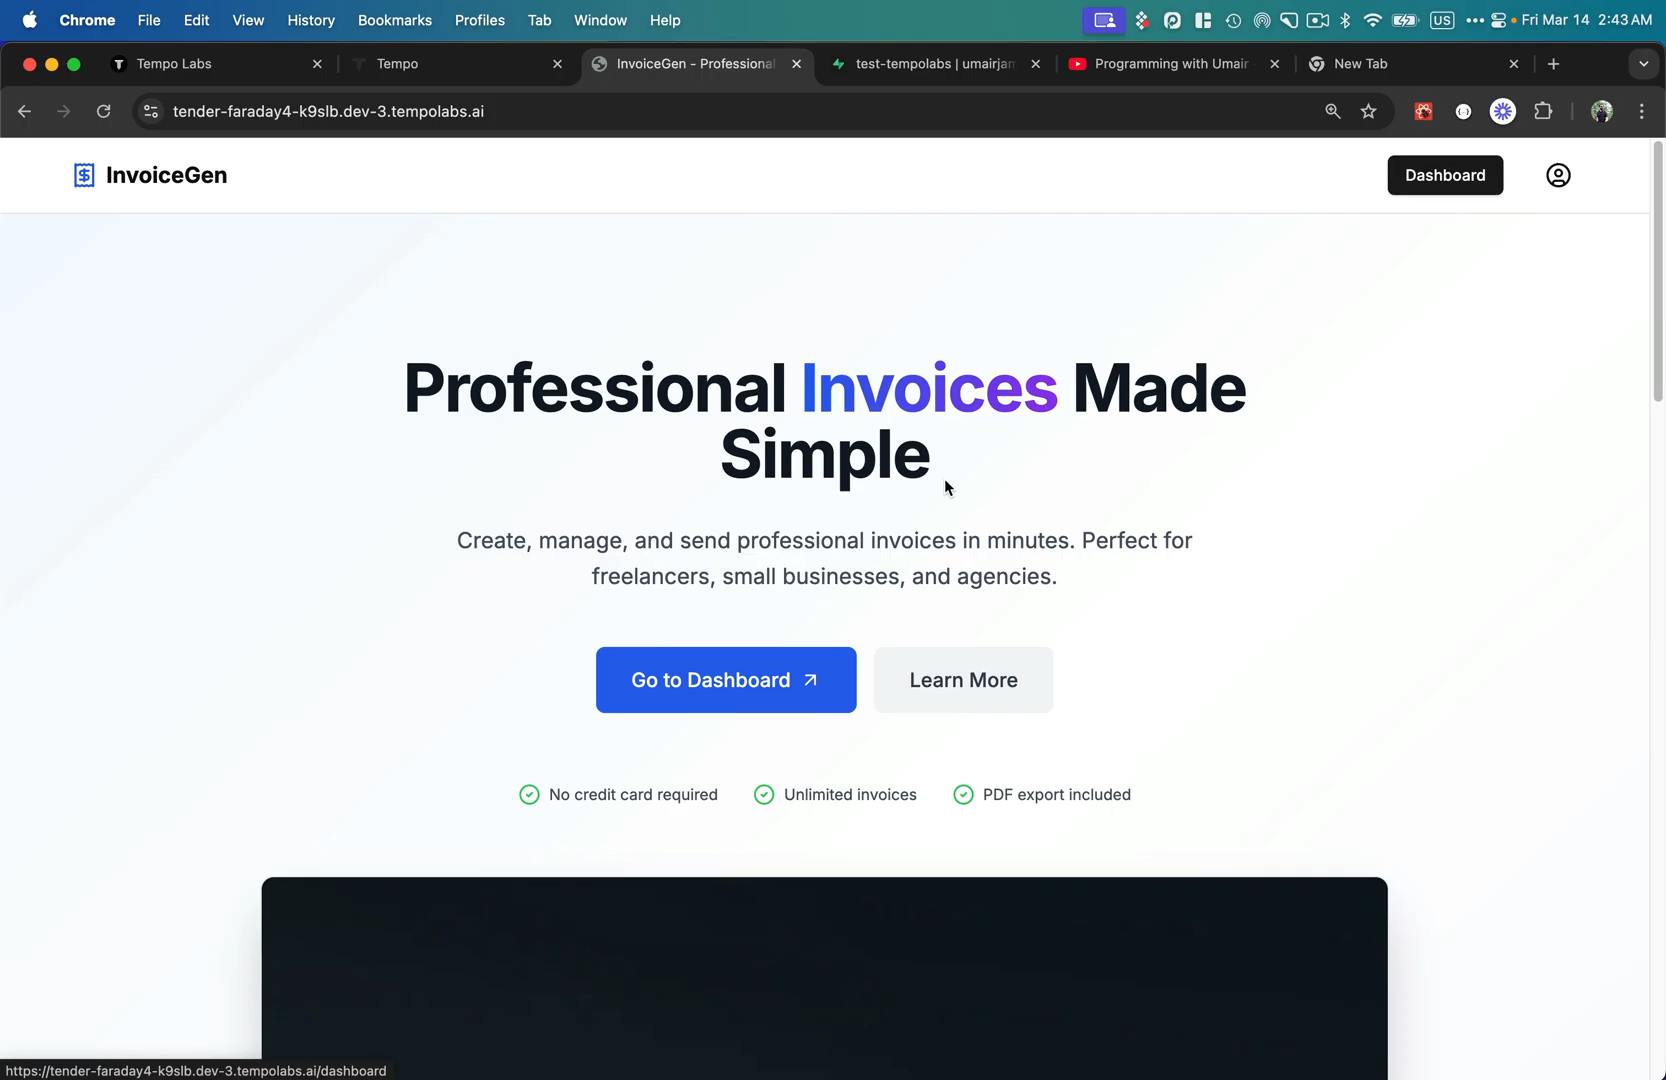 Chrome File Edit View History Bookmarks Profiles Tab Window Help US Fri Mar 14 2:43 AM
Tempo Labs Tempo InvoiceGen - Professional test-tempolabs | umairjam Programming with Umair New Tab
tender-faraday4-k9slb.dev-3.tempolabs.ai
InvoiceGen Dashboard
Professional Invoices Made
Simple
Create, manage, and send professional invoices in minutes. Perfect for
freelancers, small businesses, and agencies.
Go to Dashboard Learn More
No credit card required Unlimited invoices PDF export included
https://tender-faraday4-k9slb.dev-3.tempolabs.ai/dashboard